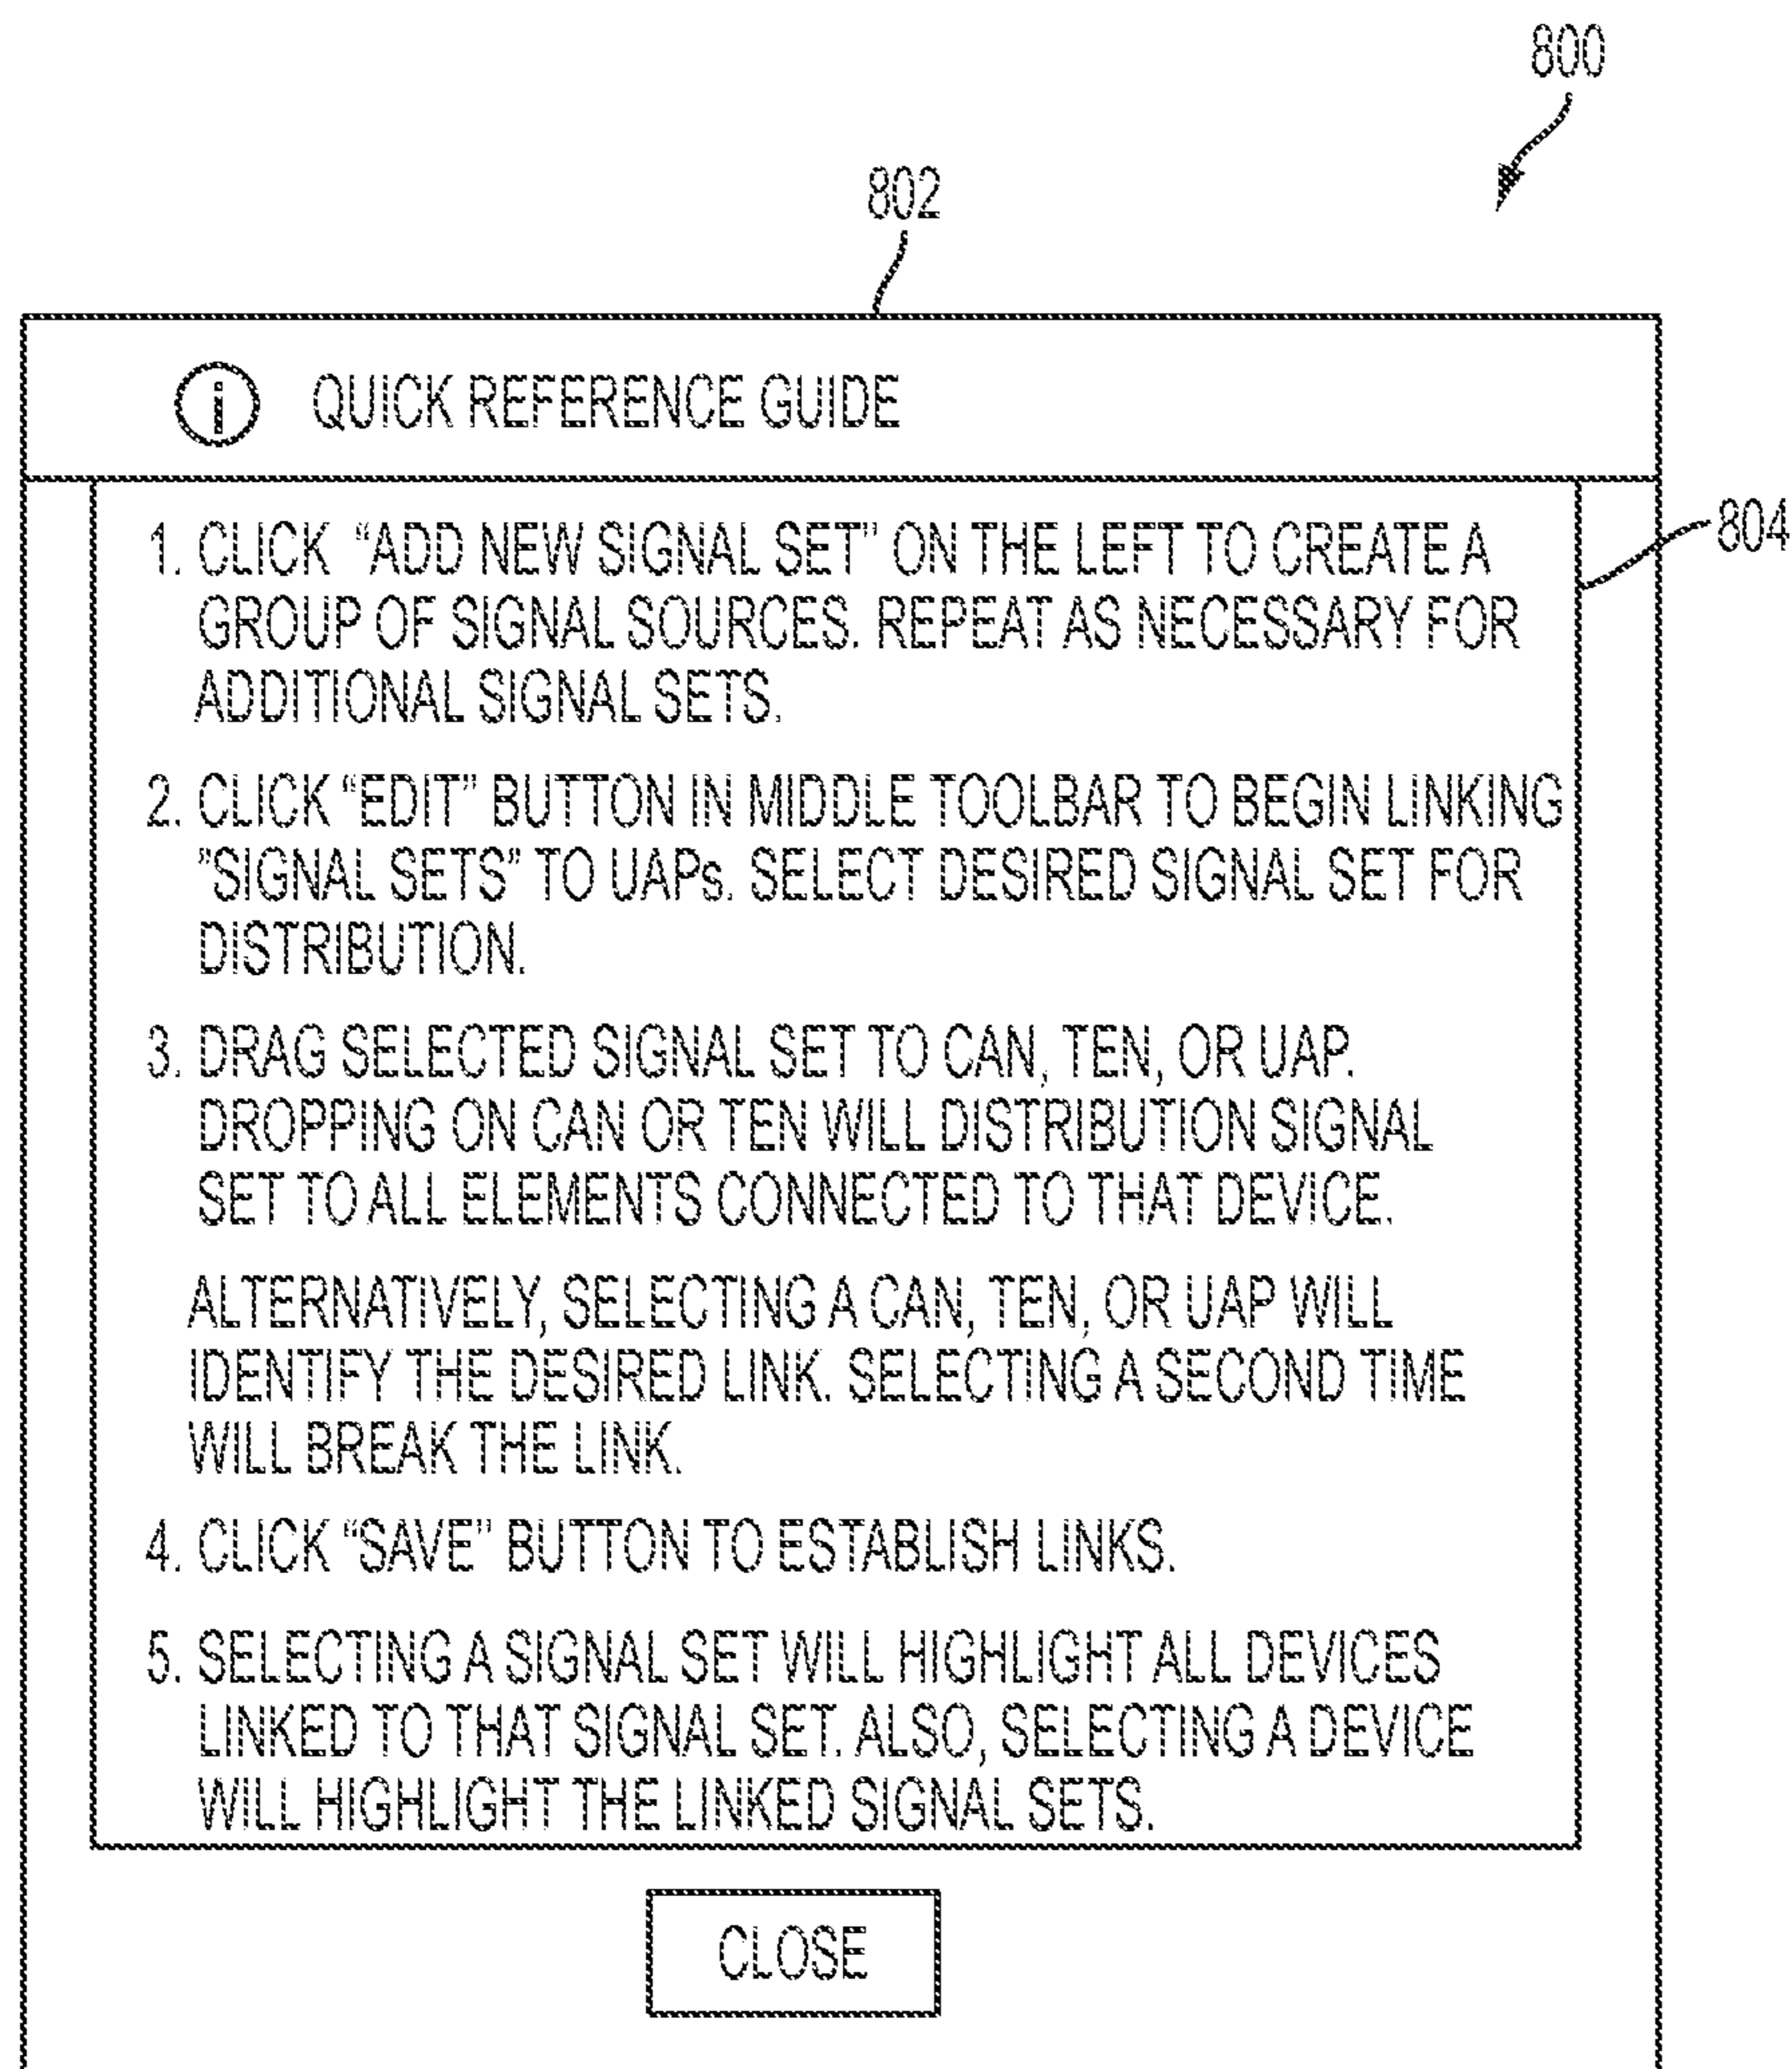 800
802
i QUICK REFERENCE GUIDE
804
1. CLICK "ADD NEW SIGNAL SET" ON THE LEFT TO CREATE A
GROUP OF SIGNAL SOURCES. REPEAT AS NECESSARY FOR
ADDITIONAL SIGNAL SETS.
2. CLICK "EDIT" BUTTON IN MIDDLE TOOLBAR TO BEGIN LINKING
"SIGNAL SETS" TO UAPs. SELECT DESIRED SIGNAL SET FOR
DISTRIBUTION.
3. DRAG SELECTED SIGNAL SET TO CAN, TEN, OR UAP.
DROPPING ON CAN OR TEN WILL DISTRIBUTION SIGNAL
SET TO ALL ELEMENTS CONNECTED TO THAT DEVICE.
ALTERNATIVELY, SELECTING A CAN, TEN, OR UAP WILL
IDENTIFY THE DESIRED LINK. SELECTING A SECOND TIME
WILL BREAK THE LINK.
4. CLICK "SAVE" BUTTON TO ESTABLISH LINKS.
5. SELECTING A SIGNAL SET WILL HIGHLIGHT ALL DEVICES
LINKED TO THAT SIGNAL SET. ALSO, SELECTING A DEVICE
WILL HIGHLIGHT THE LINKED SIGNAL SETS.
CLOSE